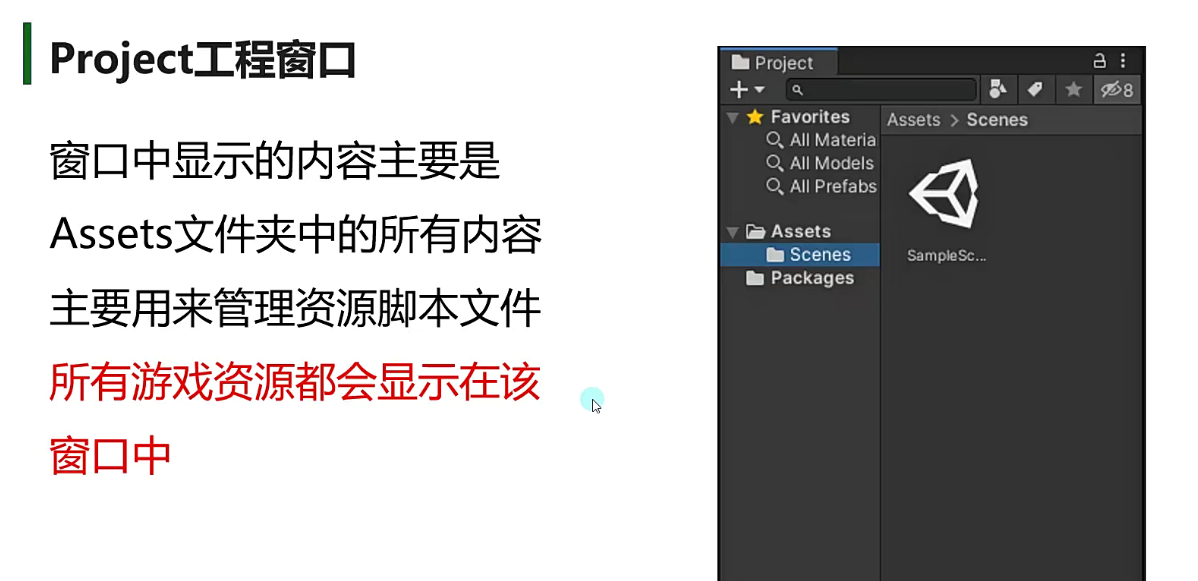 Project工程窗口
窗口中显示的内容主要是
Assets文件夹中的所有内容
主要用来管理资源脚本文件
所有游戏资源都会显示在该
窗口中
Project
8
Favorites
All Materia
All Models
All Prefabs
Assets
Scenes
Packages
Assets > Scenes
SampleSc...